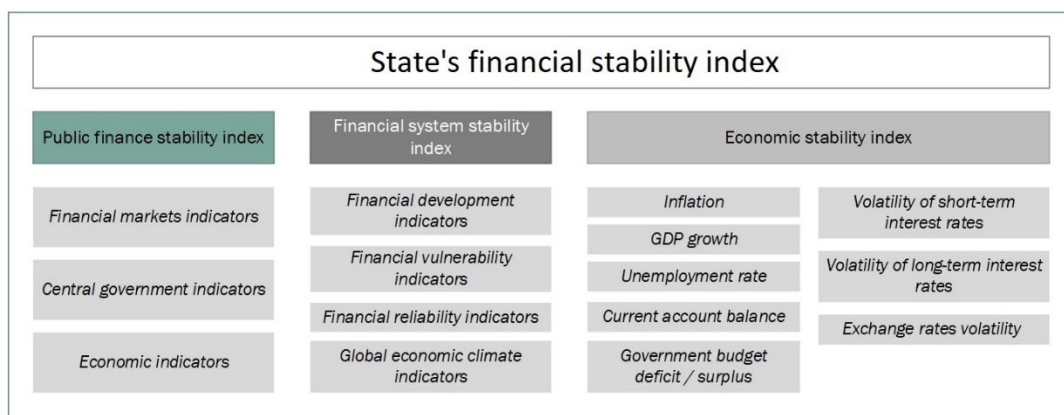 State's financial stability index
Public finance stability index
Financial system stability
index
Economic stability index
Financial markets indicators
Central government indicators
Economic indicators
Financial development
indicators
Financial vulnerability
indicators
Financial reliability indicators
Global economic climate
indicators
Inflation
GDP growth
Unemployment rate
Current account balance
Government budget
deficit / surplus
Volatility of short-term
interest rates
Volatility of long-term interest
rates
Exchange rates volatility